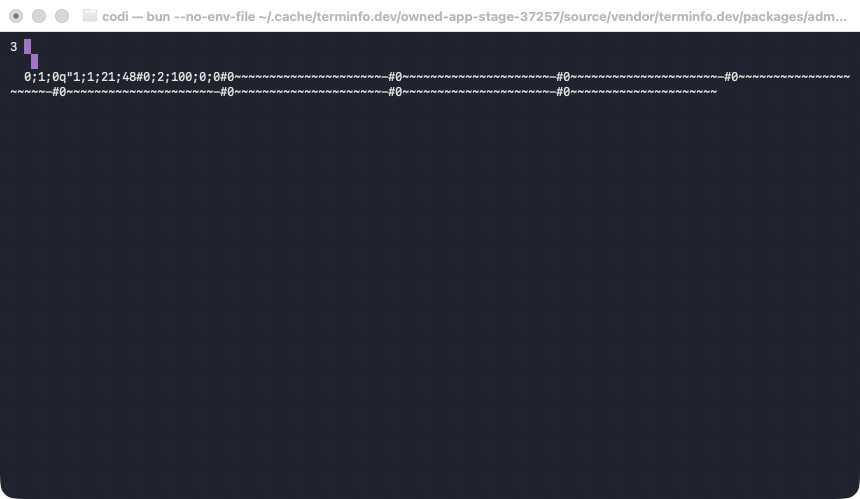 codi — bun --no-env-file ~/.cache/terminfo.dev/owned-app-stage-37257/source/vendor/terminfo.dev/packages/adm...
3
0;1;0q"1;1;21;48#0;2;100;0;0#0~~~~~~~~~~~~~~~~~~~~~-#0~~~~~~~~~~~~~~~~~~~~~-#0~~~~~~~~~~~~~~~~~~~~~-#0~~~~~~~~~~~~~~~~
~~~~~-#0~~~~~~~~~~~~~~~~~~~~~-#0~~~~~~~~~~~~~~~~~~~~~-#0~~~~~~~~~~~~~~~~~~~~~-#0~~~~~~~~~~~~~~~~~~~~~